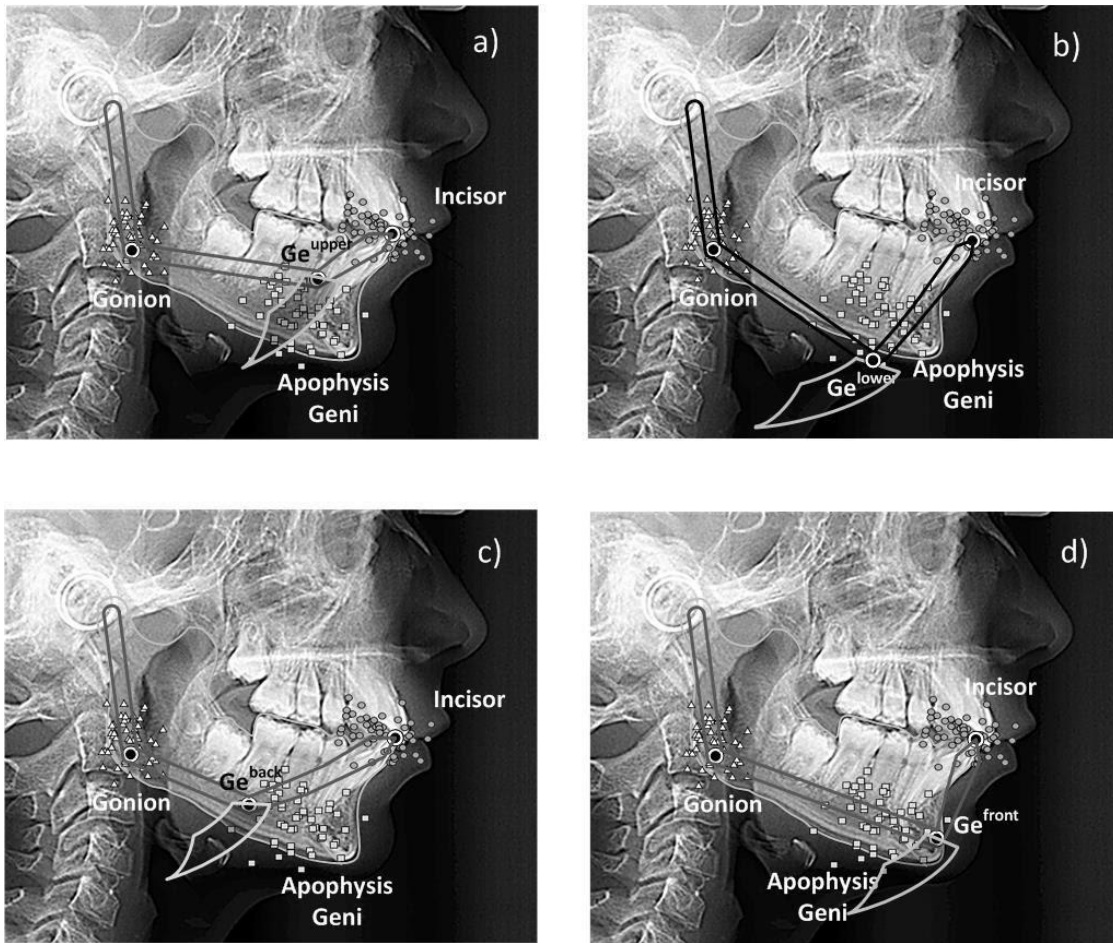 a)
Incisor
Ge^upper
Gonion
Apophysis
Geni
b)
Incisor
Gonion
Ge^lower
Apophysis
Geni
c)
Incisor
Ge^back
Gonion
Apophysis
Geni
d)
Incisor
Gonion
Ge^front
Apophysis
Geni